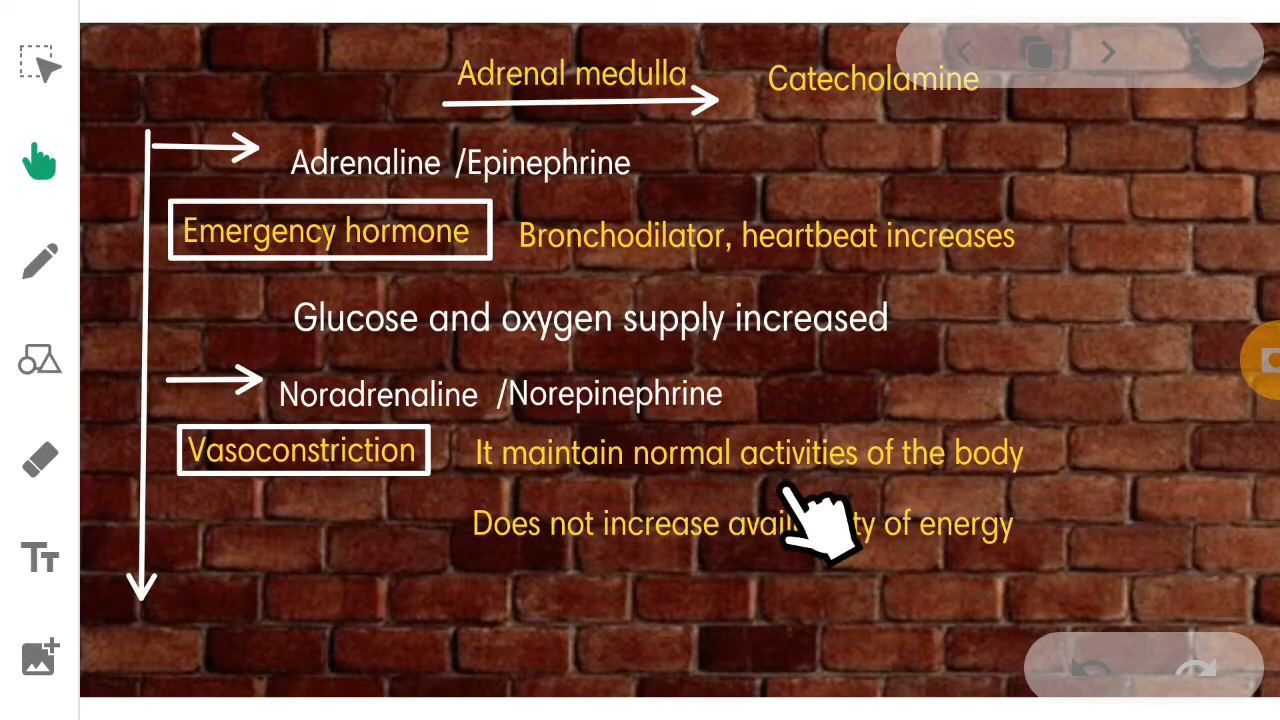 Adrenal medulla Catecholamine
Adrenaline /Epinephrine
Emergency hormone Bronchodilator, heartbeat increases
Glucose and oxygen supply increased
Noradrenaline /Norepinephrine
Vasoconstriction It maintain normal activities of the body
Does not increase of energy